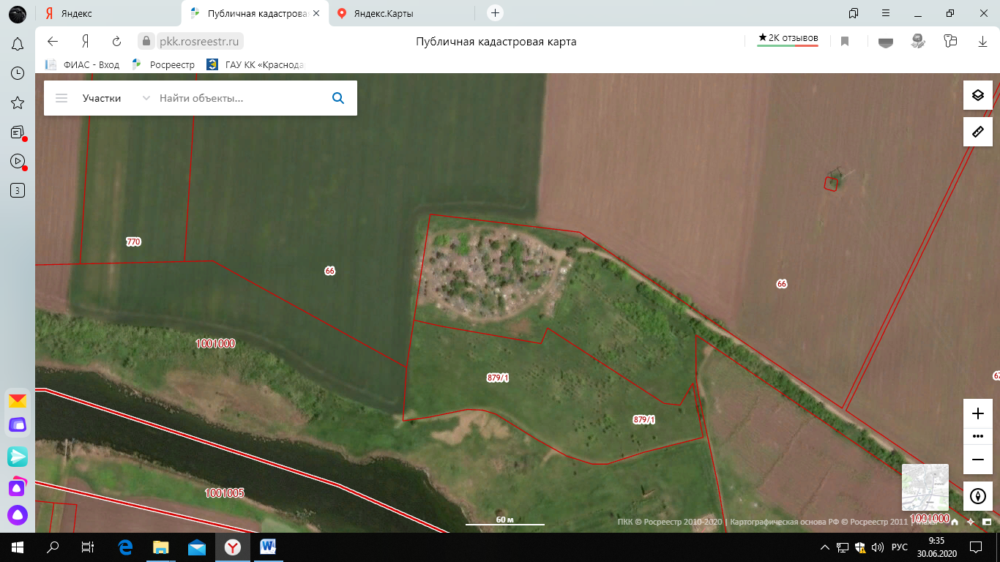 Яндекс
Публичная кадастрова
Яндекс.Карты
pkk.rosreestr.ru
Публичная кадастровая карта
★2K отзывов
ФИАС - Вход
Росреестр
ГАУ КК «Краснода
Участки
Найти объекты...
3
770
66
66
1001000
879/1
879/1
67
1001005
60 м
1001000
ПКК © Росреестр 2010-2020 | Картографическая основа РФ © Росреестр 2011 |
РУС
9:35
30.06.2020